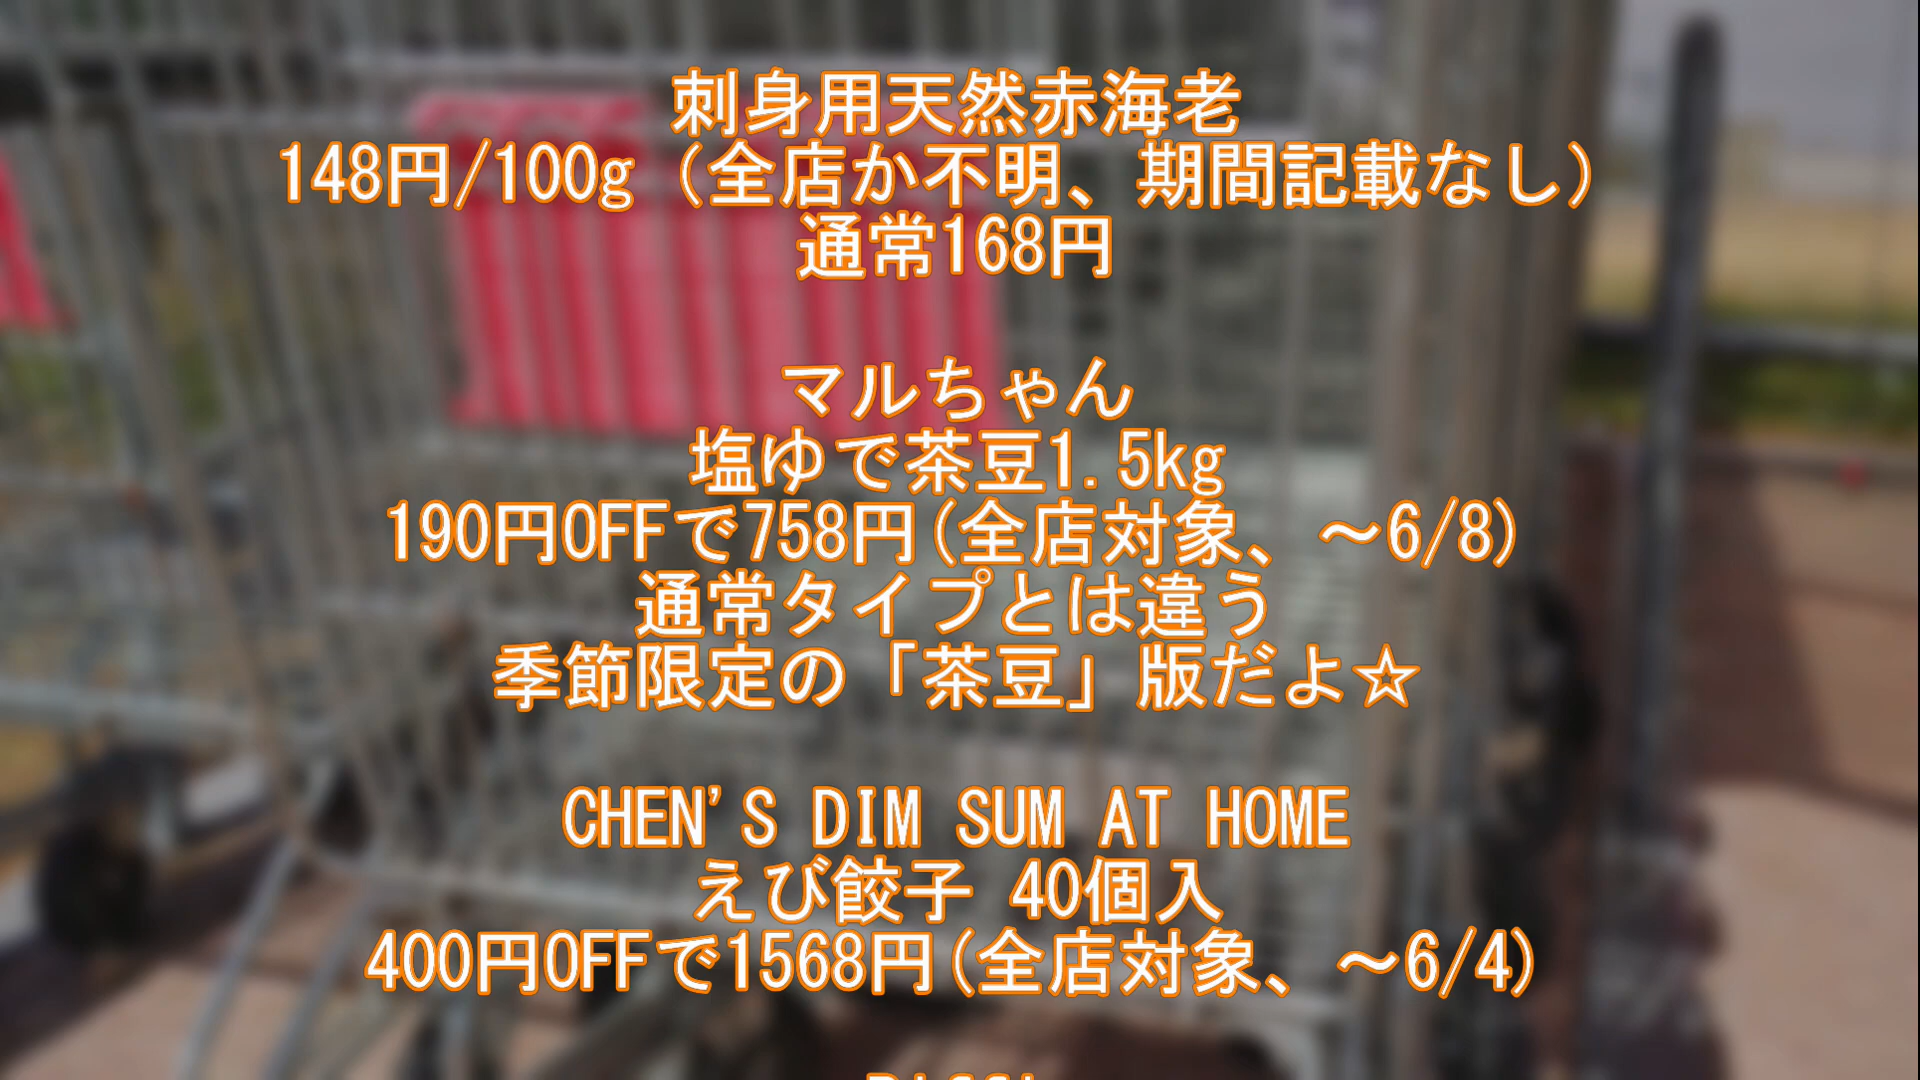 刺身用天然赤海老
148円/100g（全店か不明、期間記載なし）
通常168円
マルちゃん
塩ゆで茶豆1.5kg
190円OFFで758円(全店対象、～6/8)
通常タイプとは違う
季節限定の「茶豆」版だよ☆
CHEN'S DIM SUM AT HOME
えび餃子 40個入
400円OFFで1568円(全店対象、～6/4)